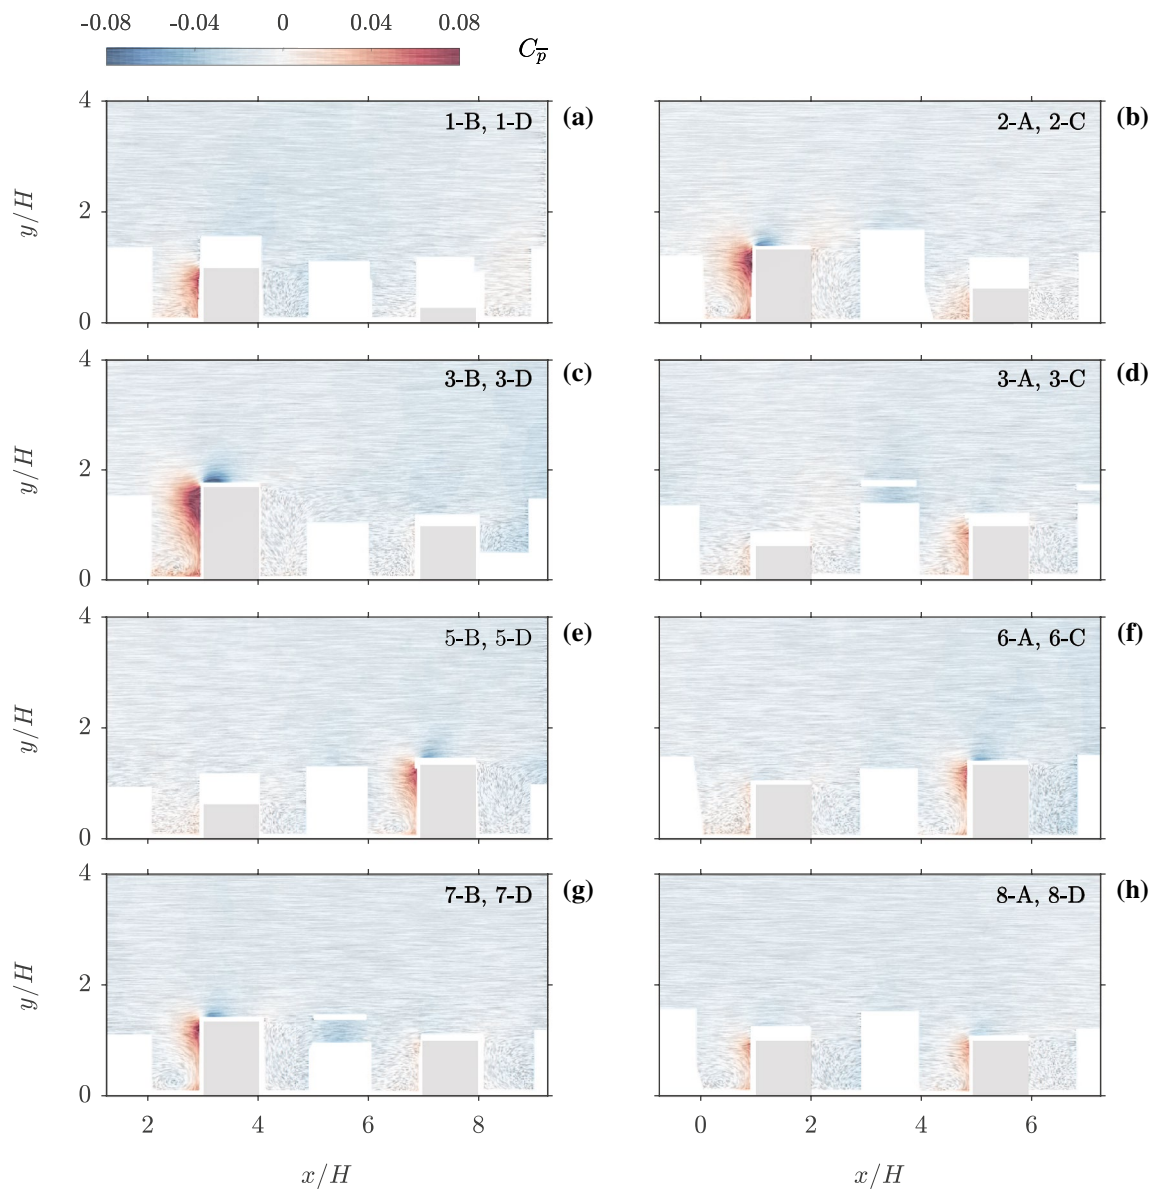 -0.08 -0.04 0 0.04 0.08
C_p̅
4 1-B, 1-D (a) 2-A, 2-C (b)
y/H 2
0
4 3-B, 3-D (c) 3-A, 3-C (d)
y/H 2
0
4 5-B, 5-D (e) 6-A, 6-C (f)
y/H 2
0
4 7-B, 7-D (g) 8-A, 8-D (h)
y/H 2
0
2 4 6 8 0 2 4 6
x/H x/H